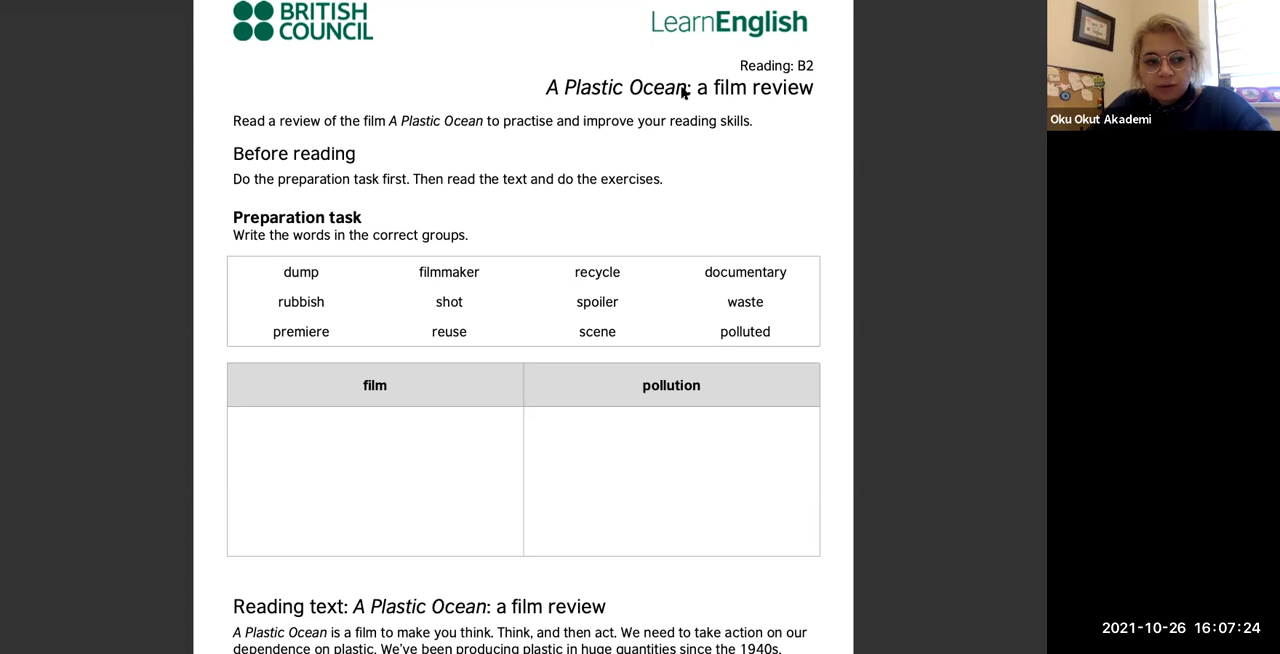 BRITISH
COUNCIL
LearnEnglish
Reading: B2
A Plastic Ocean: a film review
Read a review of the film A Plastic Ocean to practise and improve your reading skills.
Before reading
Do the preparation task first. Then read the text and do the exercises.
Preparation task
Write the words in the correct groups.
dump filmmaker recycle documentary
rubbish shot spoiler waste
premiere reuse scene polluted
film pollution
Reading text: A Plastic Ocean: a film review
A Plastic Ocean is a film to make you think. Think, and then act. We need to take action on our
dependence on plastic. We've been producing plastic in huge quantities since the 1940s.
Oku Okut Akademi
2021-10-26 16:07:24